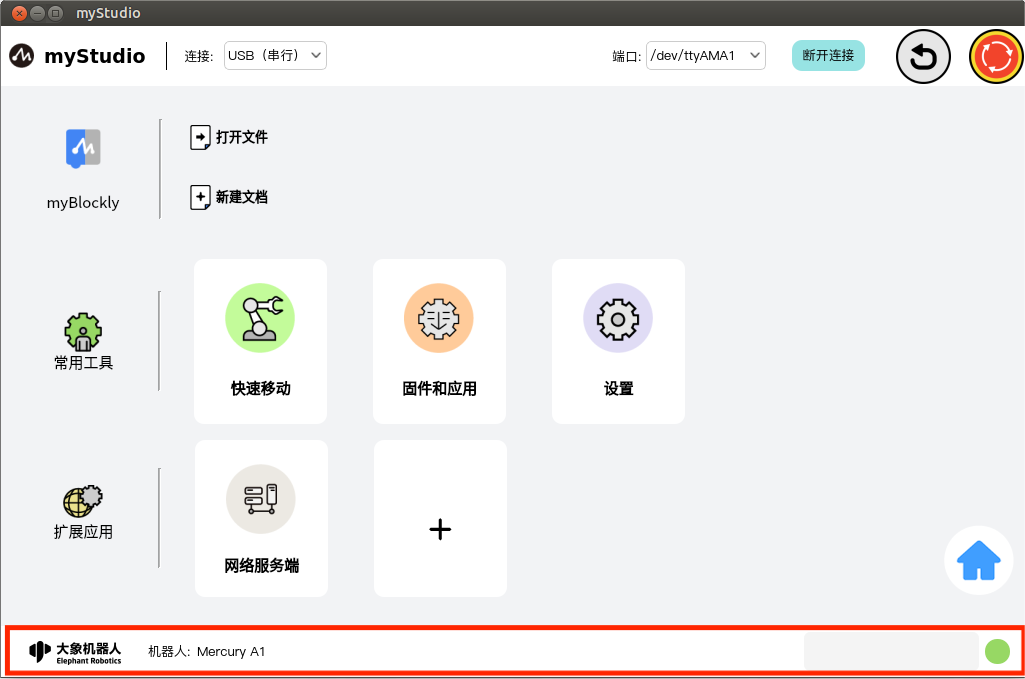 myStudio
myStudio 连接: USB（串行） 端口: /dev/ttyAMA1 断开连接
打开文件
myBlockly
新建文档
常用工具
快速移动 固件和应用 设置
扩展应用
网络服务端
大象机器人
Elephant Robotics
机器人: Mercury A1